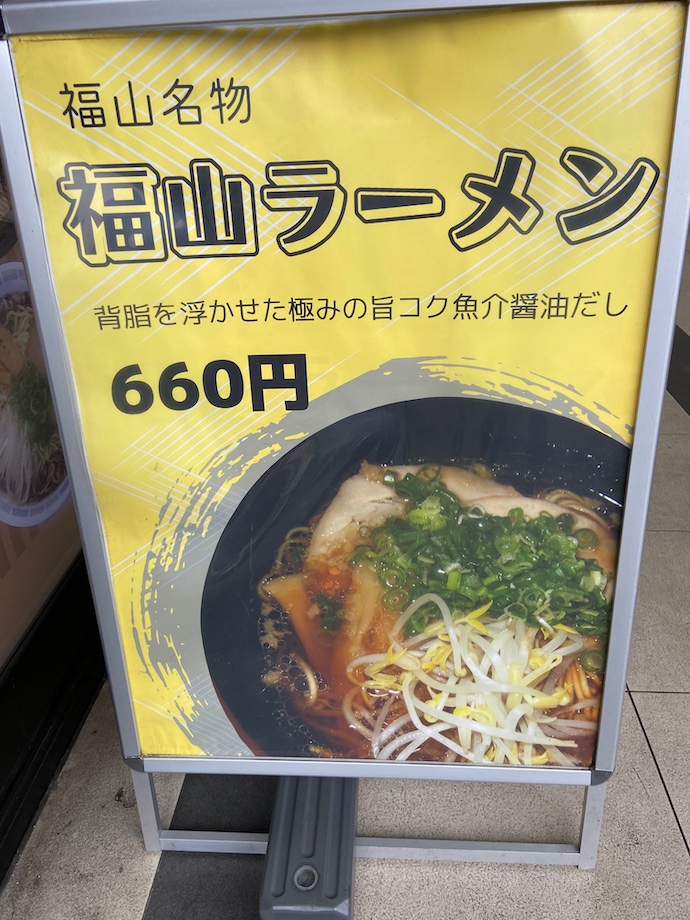 福山名物
福山ラーメン
背脂を浮かせた極みの旨コク魚介醤油だし
660円